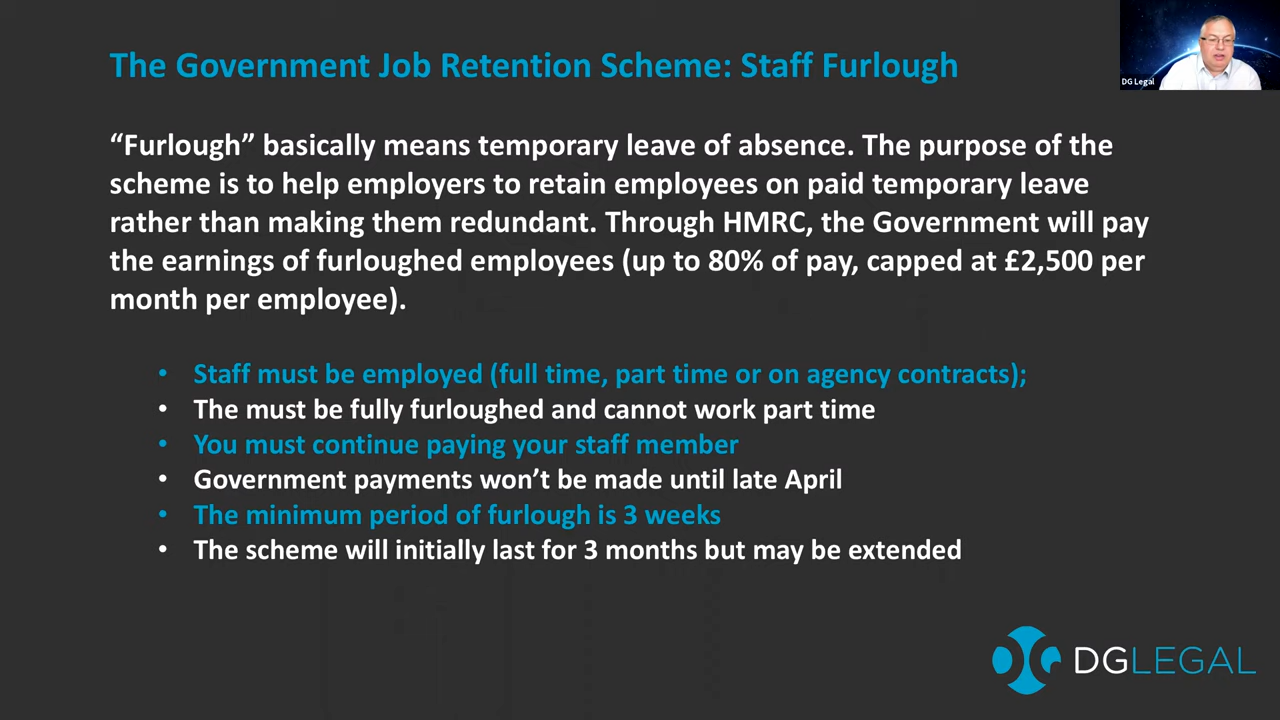 The Government Job Retention Scheme: Staff Furlough
DG Legal
“Furlough” basically means temporary leave of absence. The purpose of the
scheme is to help employers to retain employees on paid temporary leave
rather than making them redundant. Through HMRC, the Government will pay
the earnings of furloughed employees (up to 80% of pay, capped at £2,500 per
month per employee).
• Staff must be employed (full time, part time or on agency contracts);
• The must be fully furloughed and cannot work part time
• You must continue paying your staff member
• Government payments won’t be made until late April
• The minimum period of furlough is 3 weeks
• The scheme will initially last for 3 months but may be extended
DGLEGAL